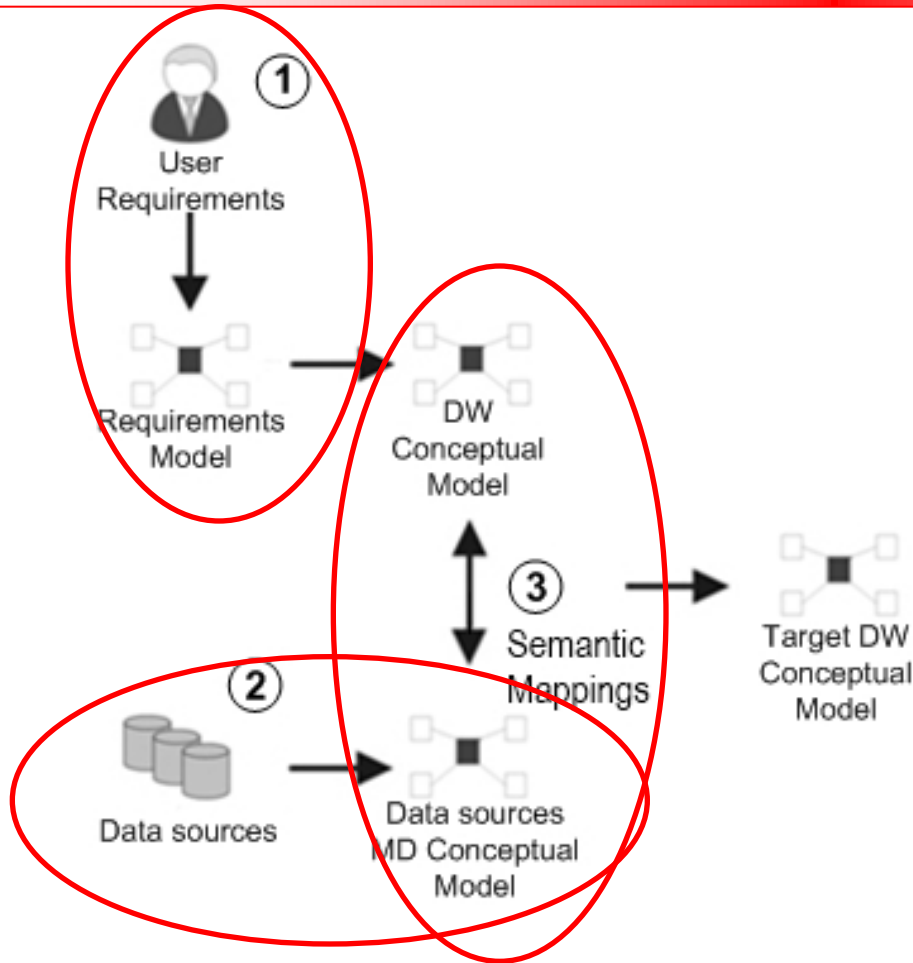 1
User
Requirements
Requirements
Model
DW
Conceptual
Model
3
Semantic
Mappings
Target DW
Conceptual
Model
2
Data sources
Data sources
MD Conceptual
Model